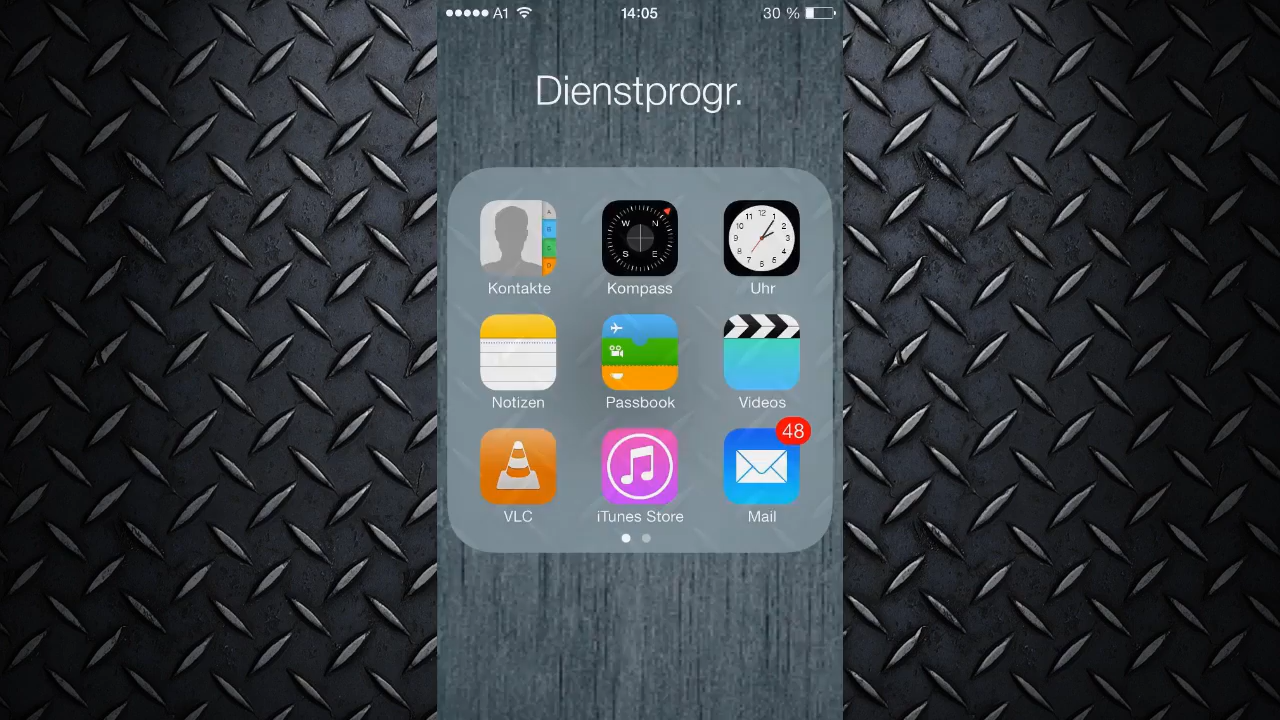 A1 14:05 30 %
Dienstprogr.
Kontakte Kompass Uhr
Notizen Passbook Videos
48
VLC iTunes Store Mail